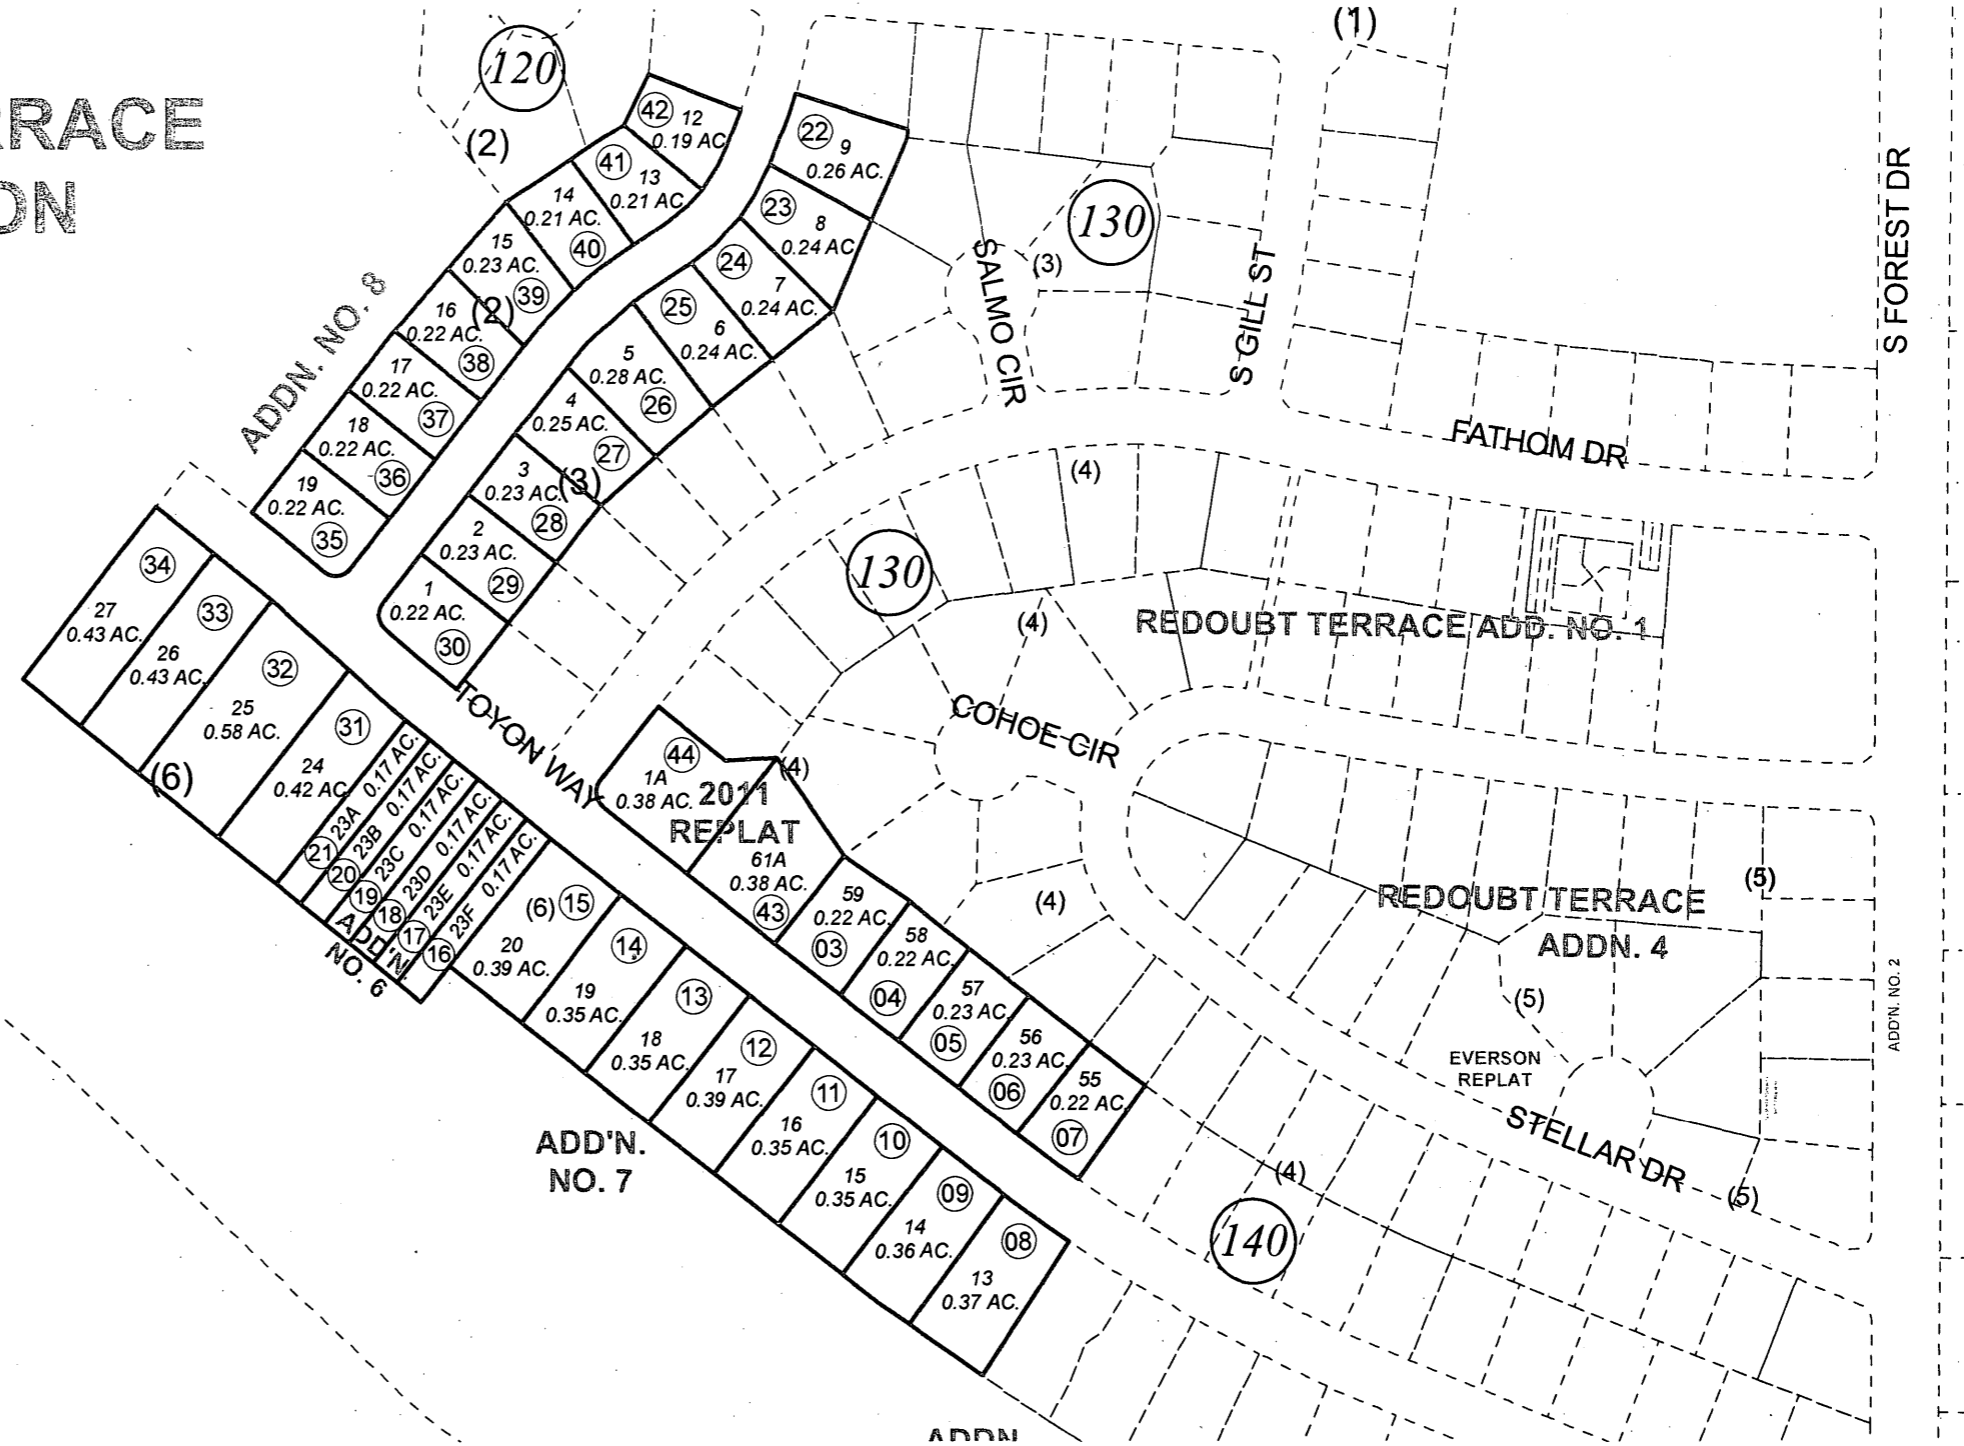 RRACE
ON
120
(2)
42
12
0.19 AC.
41
13
0.21 AC.
14
0.21 AC.
40
15
0.23 AC.
39
(2)
16
0.22 AC.
38
17
0.22 AC.
37
18
0.22 AC.
36
19
0.22 AC.
35
ADDN. NO. 8
22
9
0.26 AC.
23
8
0.24 AC.
24
7
0.24 AC.
25
6
0.24 AC.
5
0.28 AC.
26
4
0.25 AC.
27
3
0.23 AC.
(3)
28
2
0.23 AC.
29
1
0.22 AC.
30
(1)
130
(3)
SALMO CIR
S GILL ST
S FOREST DR
FATHOM DR
(4)
130
(4)
REDOUBT TERRACE ADD. NO. 1
COHOE CIR
TOYON WAY
34
27
0.43 AC.
33
26
0.43 AC.
32
25
0.58 AC.
31
24
0.42 AC.
(6)
21 23A 0.17 AC.
20 23B 0.17 AC.
19 23C 0.17 AC.
18 23D 0.17 AC.
17 23E 0.17 AC.
16 23F 0.17 AC.
ADD'N.
NO. 6
44
1A
0.38 AC.
2011
REPLAT
(4)
61A
0.38 AC.
43
59
0.22 AC.
03
58
0.22 AC.
04
57
0.23 AC.
05
56
0.23 AC.
06
55
0.22 AC.
07
(6)
15
20
0.39 AC.
14
19
0.35 AC.
13
18
0.35 AC.
12
17
0.39 AC.
11
16
0.35 AC.
10
15
0.35 AC.
09
14
0.36 AC.
08
13
0.37 AC.
ADD'N.
NO. 7
(4)
REDOUBT TERRACE
ADDN. 4
(5)
(5)
EVERSON
REPLAT
ADD'N. NO. 2
STELLAR DR
(5)
(4)
140
ADDN